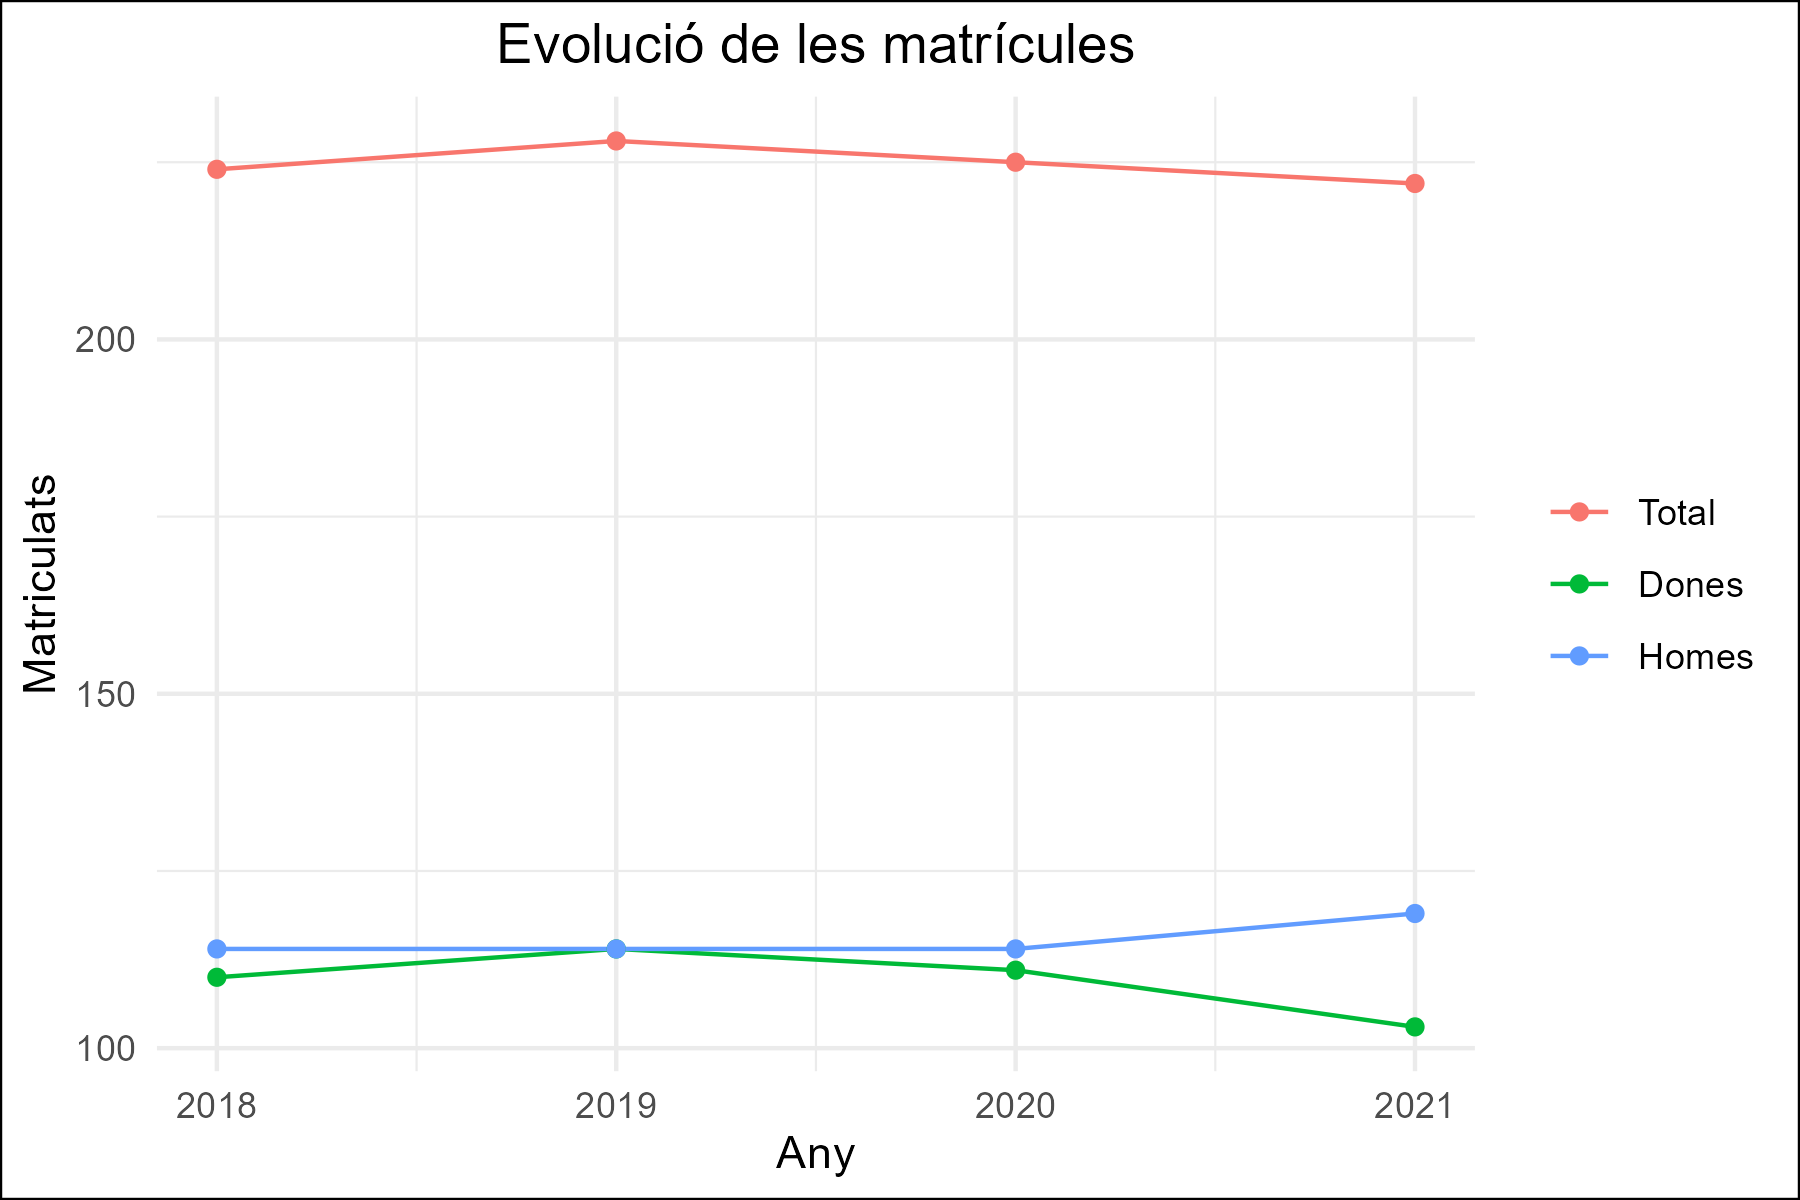 Evolució de les matrícules
Matriculats
200
150
100
2018
2019
2020
2021
Any
Total
Dones
Homes